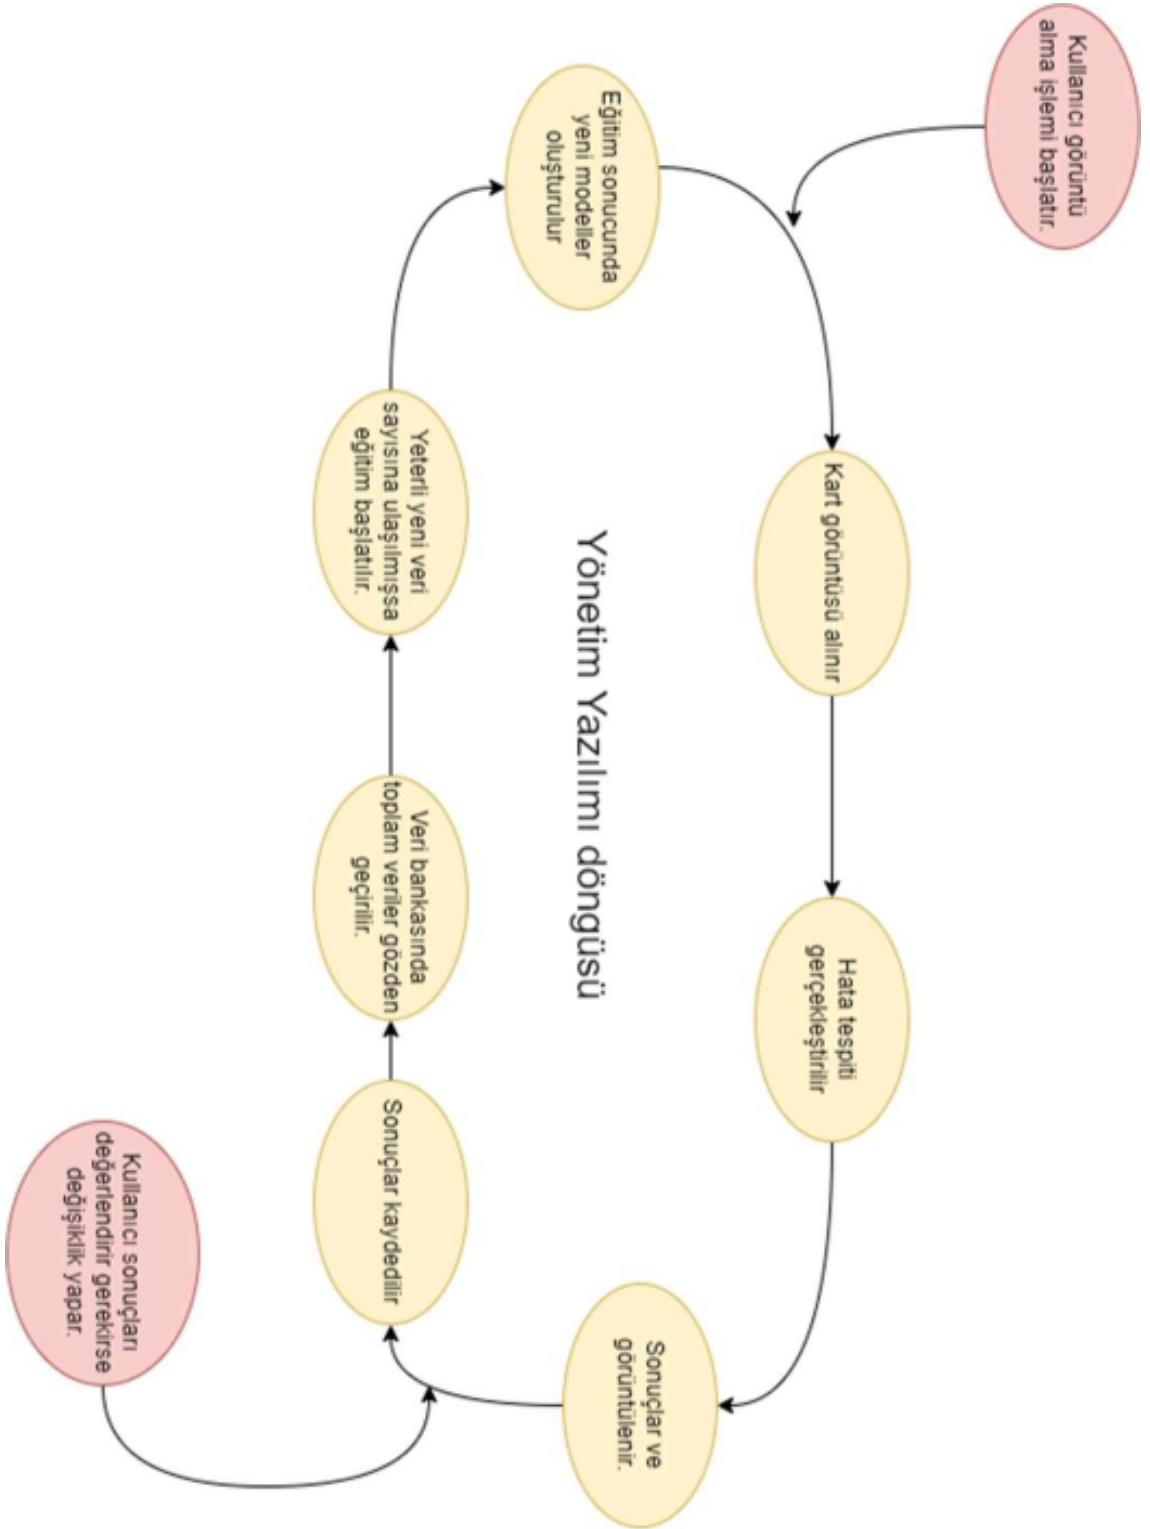 Kullanıcı görüntü
alma işlemi başlatır.
Eğitim sonucunda
yeni modeller
oluşturulur
Kart görüntüsü alınır
Hata tespiti
gerçekleştirilir
Sonuçlar ve
görüntülenir.
Yönetim Yazılımı döngüsü
Yeterli yeni veri
sayısına ulaşılmışsa
eğitim başlatılır.
Veri bankasında
toplam veriler gözden
geçirilir.
Sonuçlar kaydedilir
Kullanıcı sonuçları
değerlendirir gerekirse
değişiklik yapar.